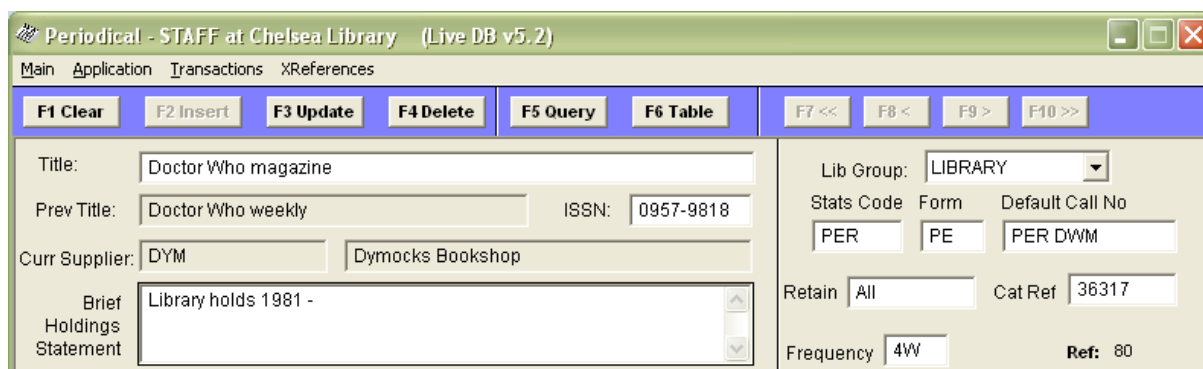 Periodical - STAFF at Chelsea Library (Live DB v5.2)
Main Application Transactions XReferences
F1 Clear F2 Insert F3 Update F4 Delete F5 Query F6 Table F7 << F8 < F9 > F10 >>
Title: Doctor Who magazine
Prev Title: Doctor Who weekly ISSN: 0957-9818
Curr Supplier: DYM Dymocks Bookshop
Brief Holdings Statement Library holds 1981 -
Lib Group: LIBRARY
Stats Code Form Default Call No
PER PE PER DWM
Retain All Cat Ref 36317
Frequency 4W Ref: 80